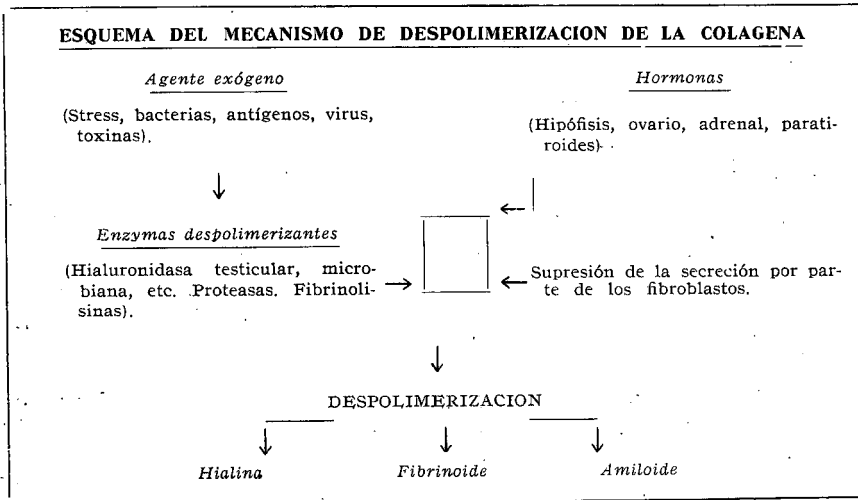 ESQUEMA DEL MECANISMO DE DESPOLIMERIZACION DE LA COLAGENA
Agente exógeno
(Stress, bacterias, antígenos, virus,
toxinas).
Hormonas
(Hipófisis, ovario, adrenal, parati-
roides)
Enzymas despolimerizantes
(Hialuronidasa testicular, micro-
biana, etc. Proteasas. Fibrinoli-
sinas).
Supresión de la secreción por par-
te de los fibroblastos.
DESPOLIMERIZACION
Hialina
Fibrinoide
Amiloide